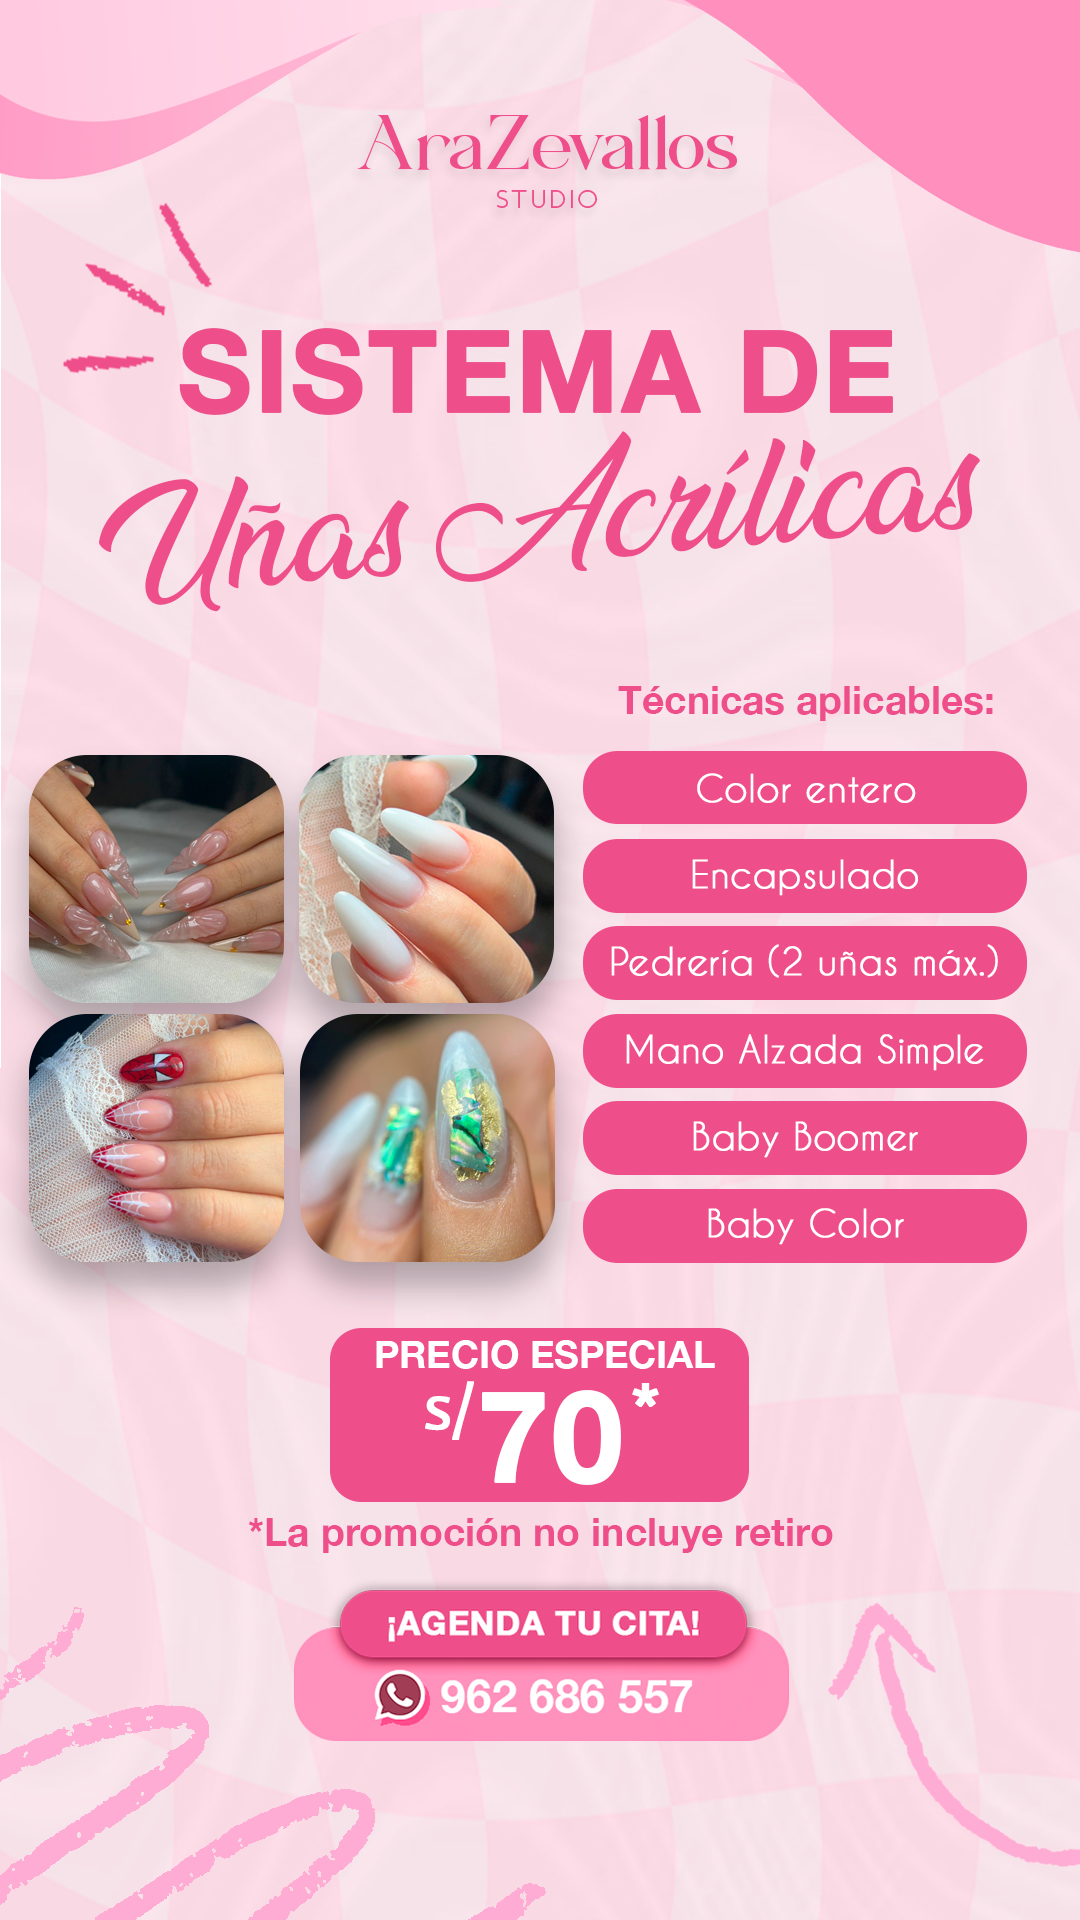 AraZevallos
STUDIO
SISTEMA DE
Uñas Acrílicas
Técnicas aplicables:
Color entero
Encapsulado
Pedrería (2 uñas máx.)
Mano Alzada Simple
Baby Boomer
Baby Color
PRECIO ESPECIAL
s/70*
*La promoción no incluye retiro
¡AGENDA TU CITA!
962 686 557